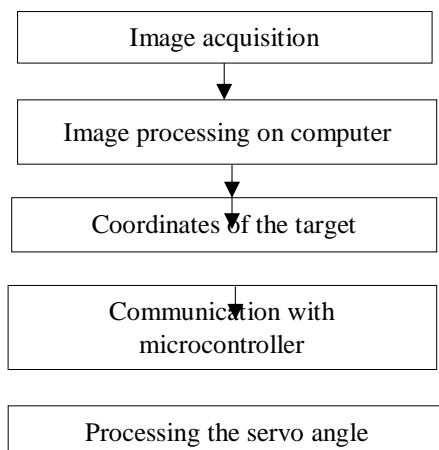 Image acquisition
Image processing on computer
Coordinates of the target
Communication with
microcontroller
Processing the servo angle